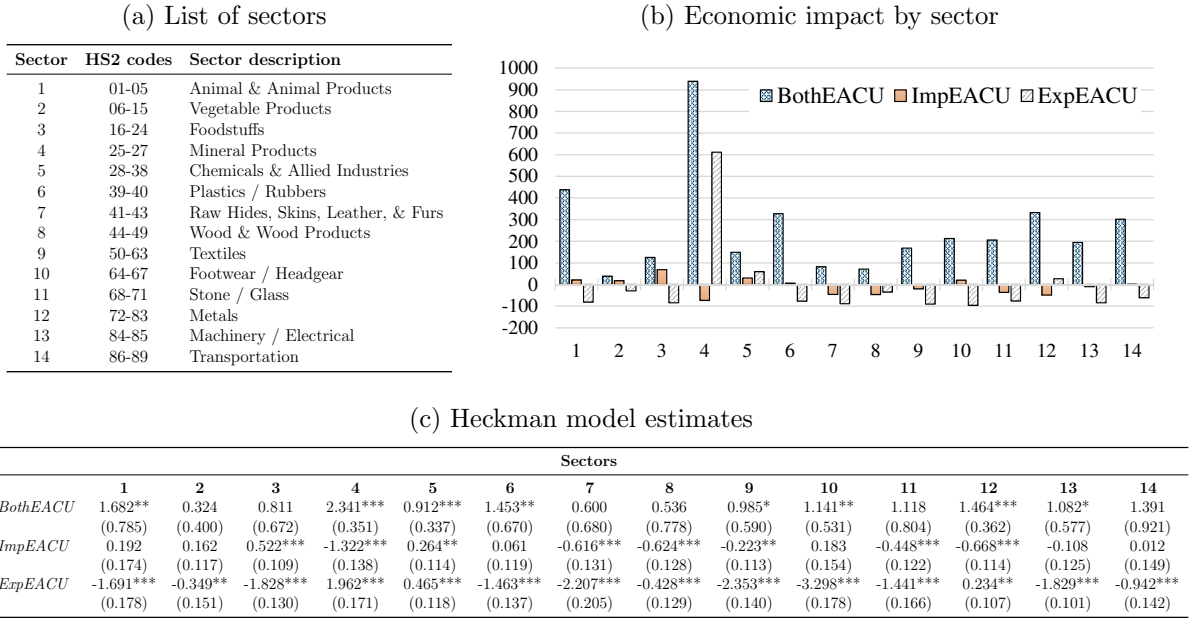 (a) List of sectors
Sector HS2 codes Sector description
1 01-05 Animal & Animal Products
2 06-15 Vegetable Products
3 16-24 Foodstuffs
4 25-27 Mineral Products
5 28-38 Chemicals & Allied Industries
6 39-40 Plastics / Rubbers
7 41-43 Raw Hides, Skins, Leather, & Furs
8 44-49 Wood & Wood Products
9 50-63 Textiles
10 64-67 Footwear / Headgear
11 68-71 Stone / Glass
12 72-83 Metals
13 84-85 Machinery / Electrical
14 86-89 Transportation
(b) Economic impact by sector
1000
900
800
700
600
500
400
300
200
100
0
-100
-200
BothEACU ImpEACU ExpEACU
1 2 3 4 5 6 7 8 9 10 11 12 13 14
(c) Heckman model estimates
Sectors
1 2 3 4 5 6 7 8 9 10 11 12 13 14
BothEACU 1.682** 0.324 0.811 2.341*** 0.912*** 1.453** 0.600 0.536 0.985* 1.141** 1.118 1.464*** 1.082* 1.391
(0.785) (0.400) (0.672) (0.351) (0.337) (0.670) (0.680) (0.778) (0.590) (0.531) (0.804) (0.362) (0.577) (0.921)
ImpEACU 0.192 0.162 0.522*** -1.322*** 0.264** 0.061 -0.616*** -0.624*** -0.223** 0.183 -0.448*** -0.668*** -0.108 0.012
(0.174) (0.117) (0.109) (0.138) (0.114) (0.119) (0.131) (0.128) (0.113) (0.154) (0.122) (0.114) (0.125) (0.149)
ExpEACU -1.691*** -0.349** -1.828*** 1.962*** 0.465*** -1.463*** -2.207*** -0.428*** -2.353*** -3.298*** -1.441*** 0.234** -1.829*** -0.942***
(0.178) (0.151) (0.130) (0.171) (0.118) (0.137) (0.205) (0.129) (0.140) (0.178) (0.166) (0.107) (0.101) (0.142)